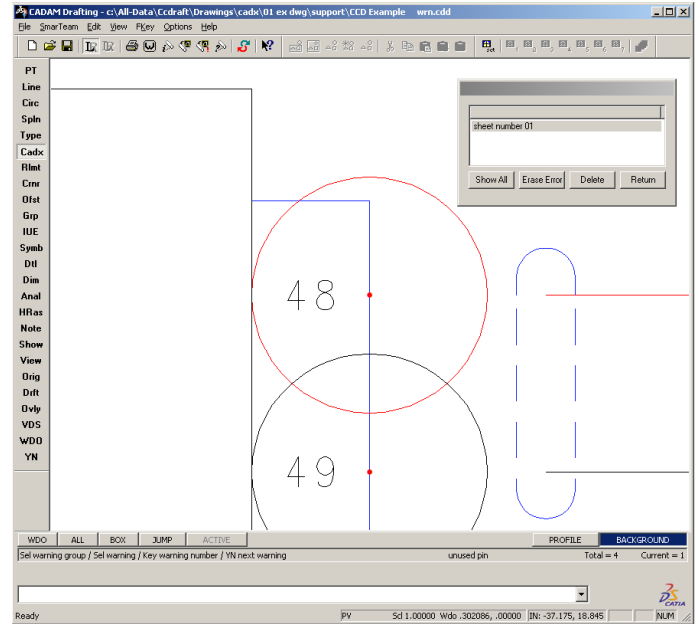 CADAM Drafting - c:\All-Data\Ccdraft\Drawings\cadx\01 ex dwg\support\CCD Example wrn.cdd
File SmarTeam Edit View FKey Options Help
PT
Line
Circ
Spln
Type
Cadx
Rlmt
Crnr
Ofst
Grp
IUE
Symb
Dtl
Dim
Anal
HRas
Note
Show
View
Orig
Drft
Ovly
VDS
WDO
YN
sheet number 01
Show All Erase Error Delete Return
48
49
WDO ALL BOX JUMP ACTIVE PROFILE BACKGROUND
Sel warning group / Sel warning / Key warning number / YN next warning unused pin Total = 4 Current = 1
Ready PV Scl 1.00000 Wdo .302086, .00000 IN: -37.175, 18.845 NUM
CATIA